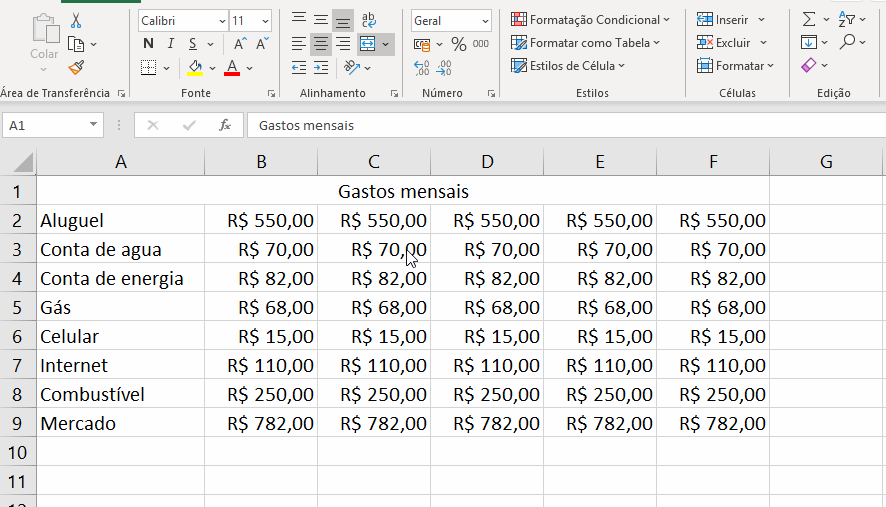 Calibri 11 ab c Geral Formatação Condicional Inserir
Colar N I S A A % 000 Formatar como Tabela Excluir
A Estilos de Célula Formatar
Área de Transferência Fonte Alinhamento Número Estilos Células Edição
A1 fx Gastos mensais
A B C D E F G
1 Gastos mensais
2 Aluguel R$ 550,00 R$ 550,00 R$ 550,00 R$ 550,00 R$ 550,00
3 Conta de agua R$ 70,00 R$ 70,00 R$ 70,00 R$ 70,00 R$ 70,00
4 Conta de energia R$ 82,00 R$ 82,00 R$ 82,00 R$ 82,00 R$ 82,00
5 Gás R$ 68,00 R$ 68,00 R$ 68,00 R$ 68,00 R$ 68,00
6 Celular R$ 15,00 R$ 15,00 R$ 15,00 R$ 15,00 R$ 15,00
7 Internet R$ 110,00 R$ 110,00 R$ 110,00 R$ 110,00 R$ 110,00
8 Combustível R$ 250,00 R$ 250,00 R$ 250,00 R$ 250,00 R$ 250,00
9 Mercado R$ 782,00 R$ 782,00 R$ 782,00 R$ 782,00 R$ 782,00
10
11